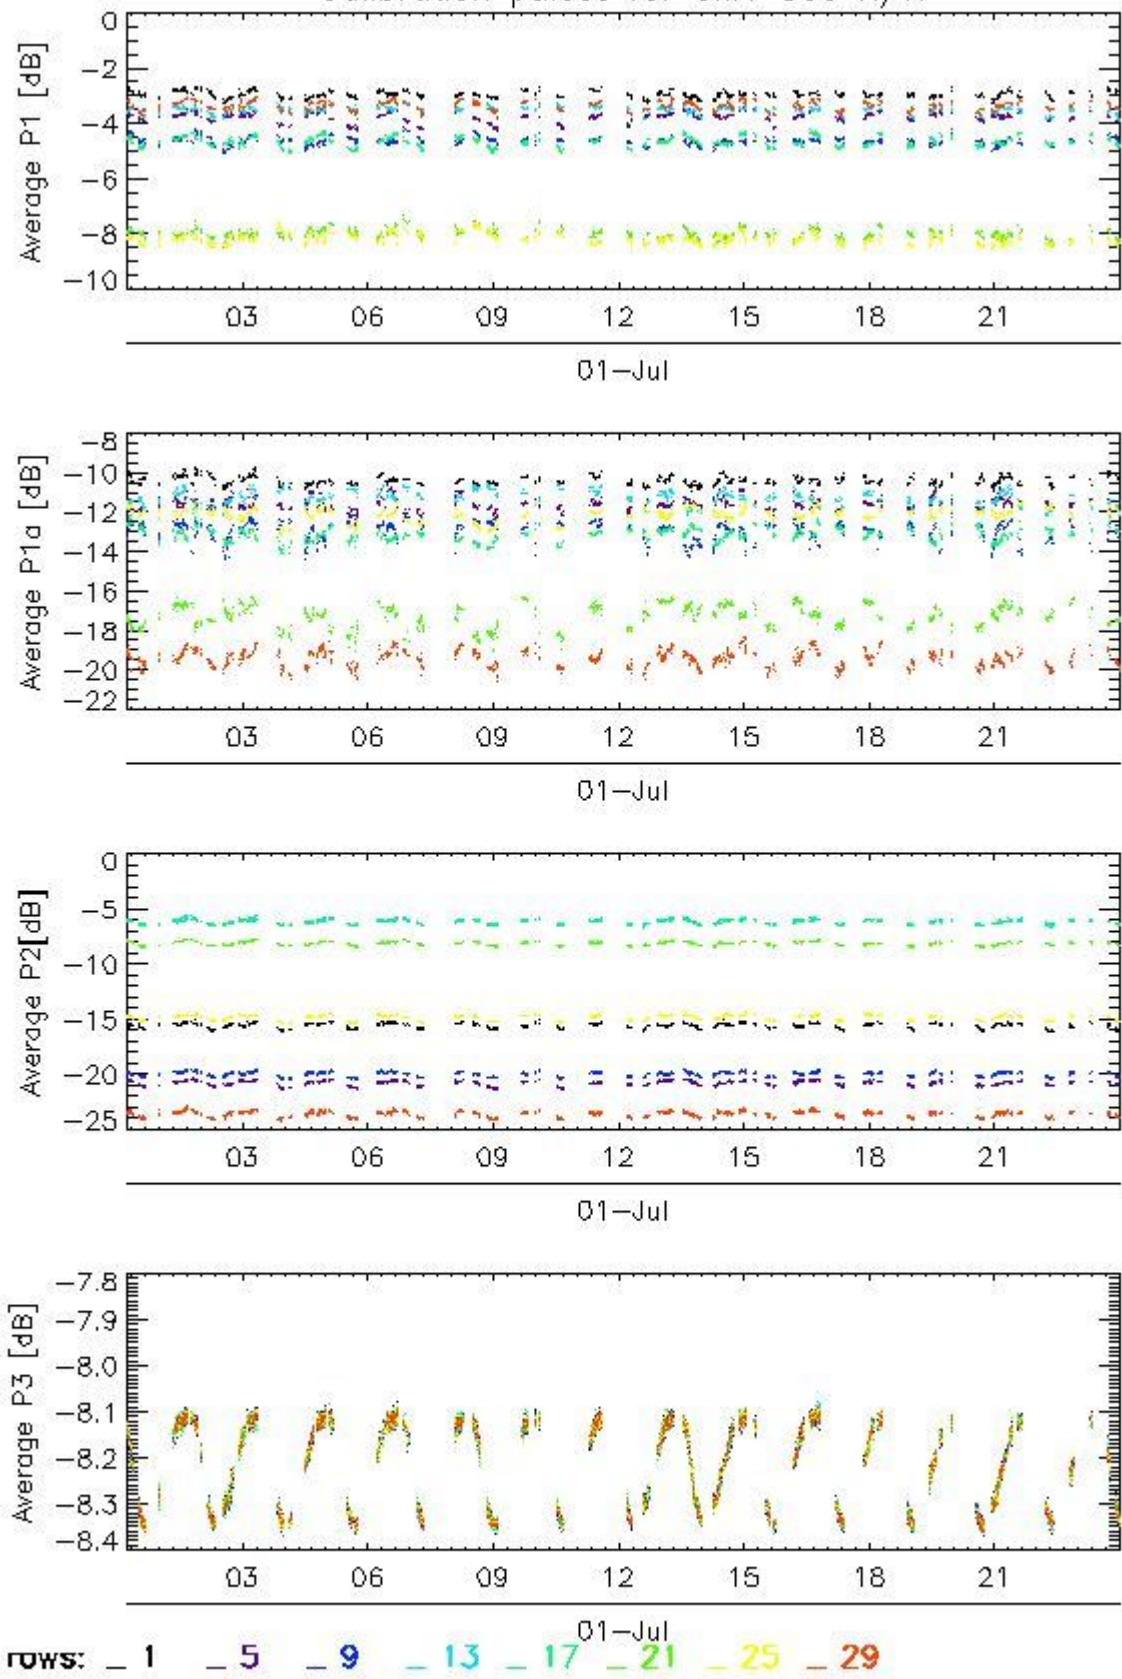 0
-2
-4
-6
-8
-10
Average P1 [dB]
03 06 09 12 15 18 21
01-Jul
-8
-10
-12
-14
-16
-18
-20
-22
Average P1a [dB]
03 06 09 12 15 18 21
01-Jul
0
-5
-10
-15
-20
-25
Average P2[dB]
03 06 09 12 15 18 21
01-Jul
-7.8
-7.9
-8.0
-8.1
-8.2
-8.3
-8.4
Average P3 [dB]
03 06 09 12 15 18 21
01-Jul
rows: _ 1 _ 5 _ 9 _ 13 _ 17 _ 21 _ 25 _ 29